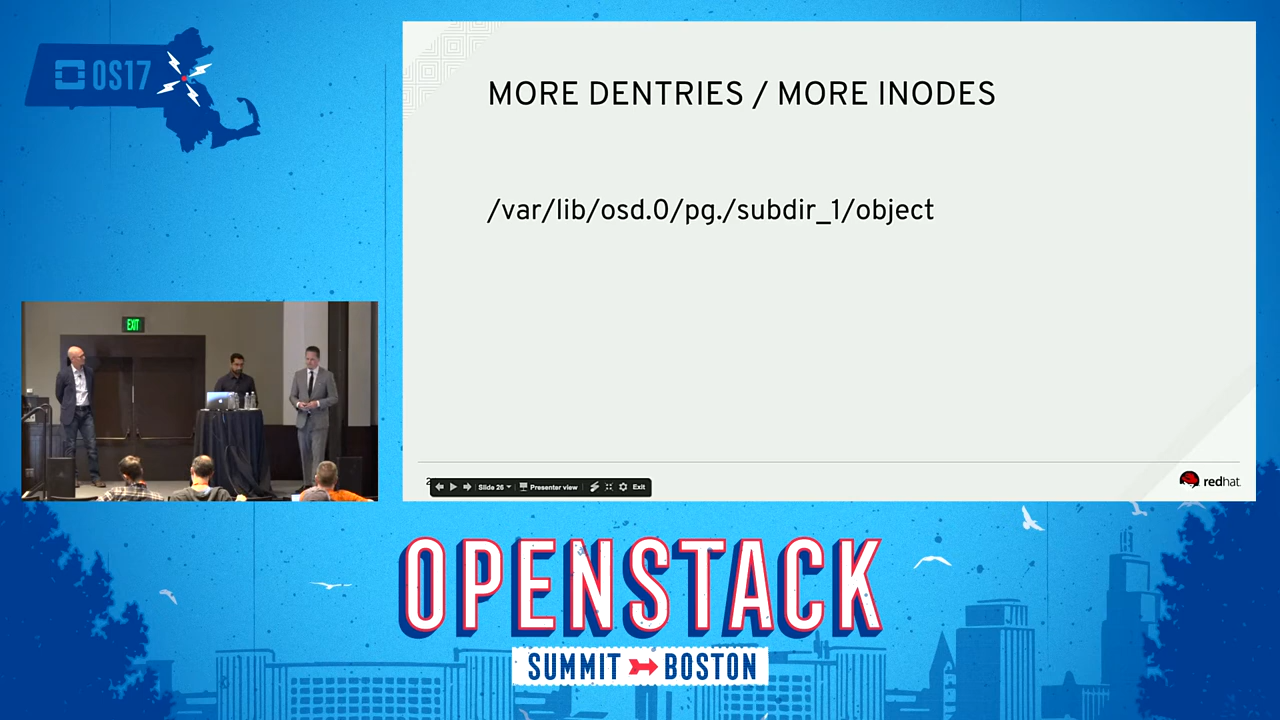 OS17
MORE DENTRIES / MORE INODES
/var/lib/osd.0/pg./subdir_1/object
EXIT
2
Slide 26
Presenter view
Exit
redhat.
OPENSTACK
SUMMIT BOSTON